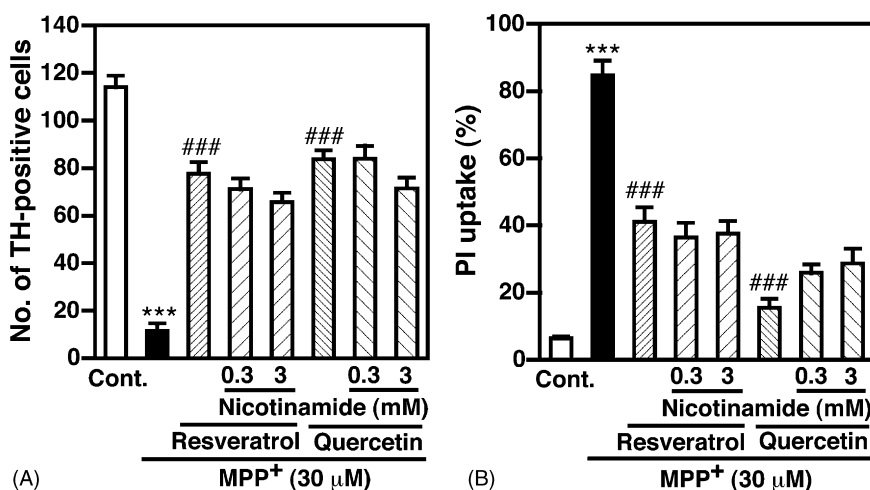 No. of TH-positive cells
140
120
100
80
60
40
20
0
***
###
###
Cont.
0.3 3
0.3 3
Nicotinamide (mM)
Resveratrol
Quercetin
MPP+ (30 μM)
(A)
PI uptake (%)
100
80
60
40
20
0
***
###
###
Cont.
0.3 3
0.3 3
Nicotinamide (mM)
Resveratrol
Quercetin
MPP+ (30 μM)
(B)